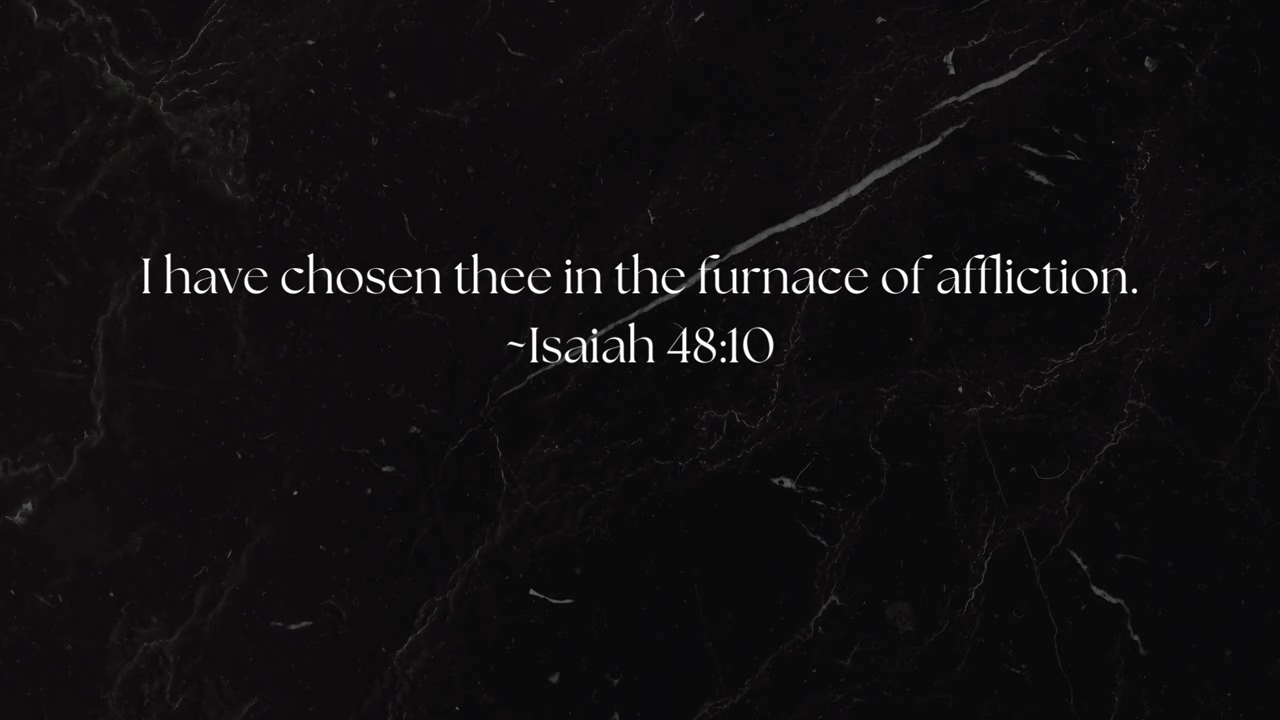 I have chosen thee in the furnace of affliction.
~Isaiah 48:10